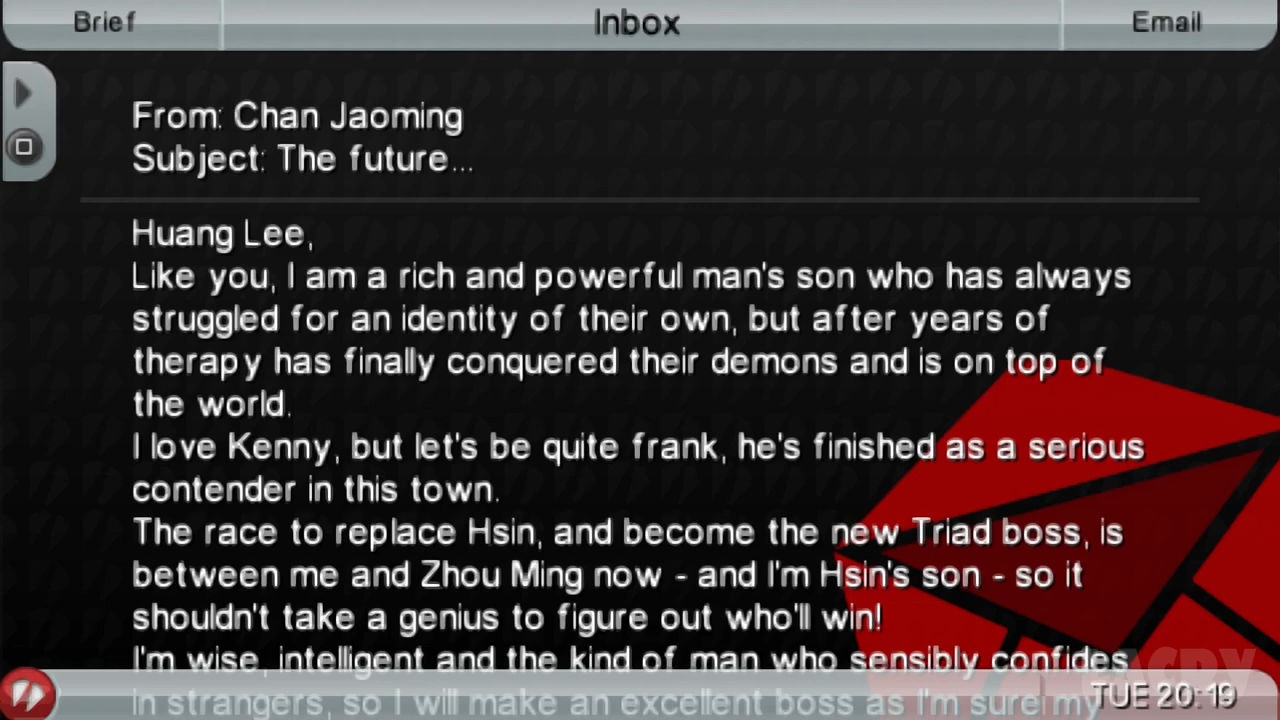 Brief Inbox Email
From: Chan Jaoming
Subject: The future...
Huang Lee,
Like you, I am a rich and powerful man's son who has always
struggled for an identity of their own, but after years of
therapy has finally conquered their demons and is on top of
the world.
I love Kenny, but let's be quite frank, he's finished as a serious
contender in this town.
The race to replace Hsin, and become the new Triad boss, is
between me and Zhou Ming now - and I'm Hsin's son - so it
shouldn't take a genius to figure out who'll win!
I'm wise, intelligent and the kind of man who sensibly confides
in strangers, so I will make an excellent boss as I'm sure my
TUE 20:19